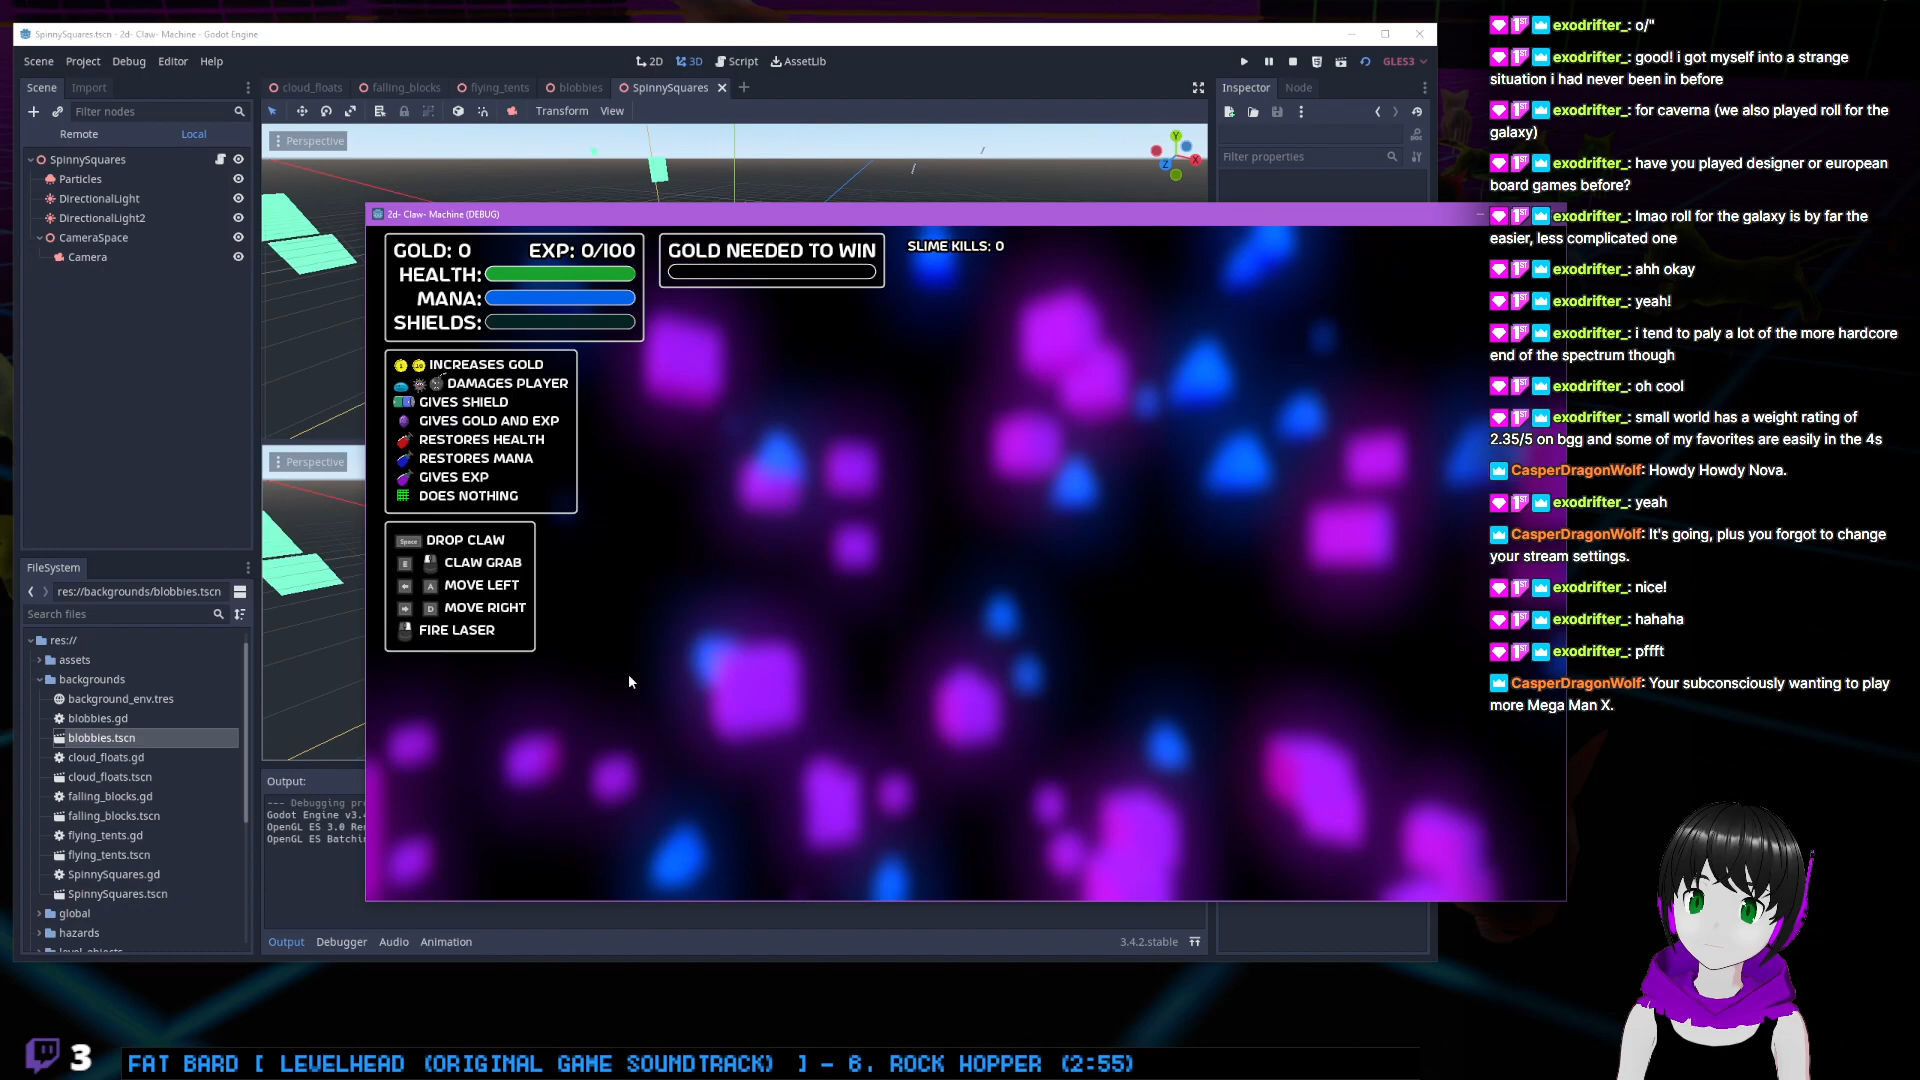 SpinnySquares.tscn - 2d- Claw- Machine - Godot Engine
Scene Project Debug Editor Help
2D 3D Script AssetLib
GLES3
Scene Import
cloud_floats falling_blocks flying_tents blobbies SpinnySquares
Inspector Node
Filter nodes
Transform View
Remote Local
Perspective
Filter properties
SpinnySquares
Particles
DirectionalLight
DirectionalLight2
CameraSpace
Camera
Y
X
Z
2d- Claw- Machine (DEBUG)
GOLD: 0 EXP: 0/100
HEALTH:
MANA:
SHIELDS:
GOLD NEEDED TO WIN
SLIME KILLS: 0
INCREASES GOLD
DAMAGES PLAYER
GIVES SHIELD
GIVES GOLD AND EXP
RESTORES HEALTH
RESTORES MANA
GIVES EXP
DOES NOTHING
Space DROP CLAW
E CLAW GRAB
A MOVE LEFT
D MOVE RIGHT
FIRE LASER
Perspective
FileSystem
res://backgrounds/blobbies.tscn
Search files
res://
assets
backgrounds
background_env.tres
blobbies.gd
blobbies.tscn
cloud_floats.gd
cloud_floats.tscn
falling_blocks.gd
falling_blocks.tscn
flying_tents.gd
flying_tents.tscn
SpinnySquares.gd
SpinnySquares.tscn
global
hazards
Output:
--- Debugging pr
Godot Engine v3.4
OpenGL ES 3.0 Re
OpenGL ES Batchi
Output Debugger Audio Animation
3.4.2.stable
exodrifter_: o/"
exodrifter_: good! i got myself into a strange
situation i had never been in before
exodrifter_: for caverna (we also played roll for the
galaxy)
exodrifter_: have you played designer or european
board games before?
exodrifter_: lmao roll for the galaxy is by far the
easier, less complicated one
exodrifter_: ahh okay
exodrifter_: yeah!
exodrifter_: i tend to paly a lot of the more hardcore
end of the spectrum though
exodrifter_: oh cool
exodrifter_: small world has a weight rating of
2.35/5 on bgg and some of my favorites are easily in the 4s
CasperDragonWolf: Howdy Howdy Nova.
exodrifter_: yeah
CasperDragonWolf: It's going, plus you forgot to change
your stream settings.
exodrifter_: nice!
exodrifter_: hahaha
exodrifter_: pffft
CasperDragonWolf: Your subconsciously wanting to play
more Mega Man X.
3
FAT BARD [ LEVELHEAD (ORIGINAL GAME SOUNDTRACK) ] - 6. ROCK HOPPER (2:55)